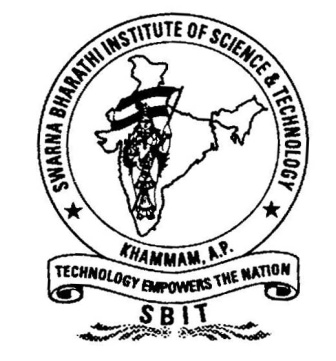 SWARNA BHARATHI INSTITUTE OF SCIENCE & TECHNOLOGY
KHAMMAM, A.P.
TECHNOLOGY EMPOWERS THE NATION
SBIT